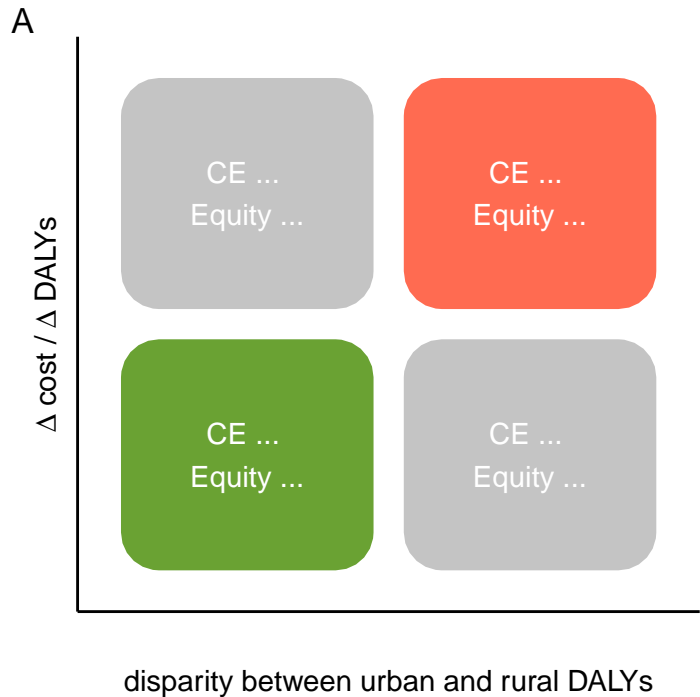 A
Δ cost / Δ DALYs
CE ...
Equity ...
CE ...
Equity ...
CE ...
Equity ...
CE ...
Equity ...
disparity between urban and rural DALYs